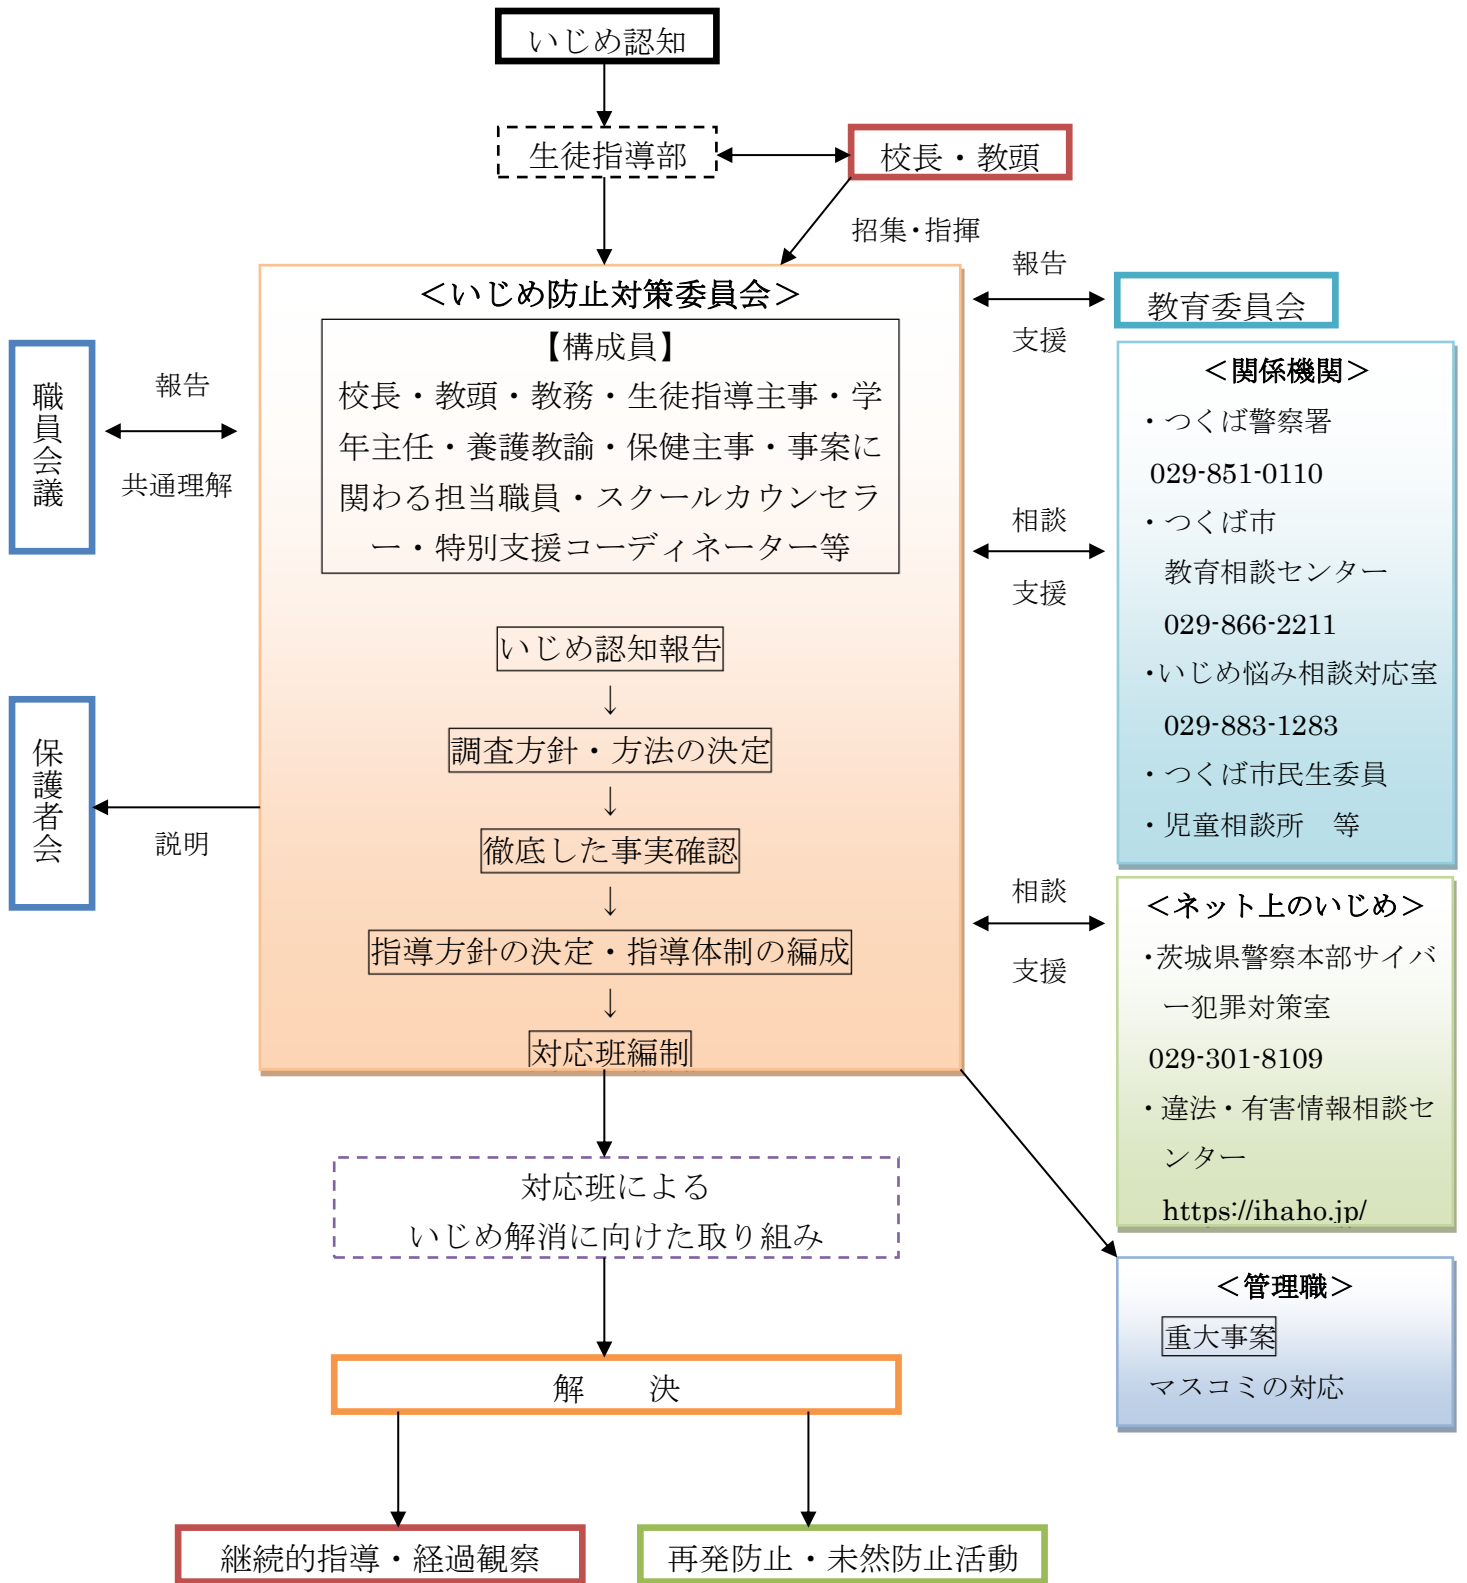 いじめ認知
生徒指導部
校長・教頭
招集・指揮
＜いじめ防止対策委員会＞
【構成員】
校長・教頭・教務・生徒指導主事・学
年主任・養護教諭・保健主事・事案に
関わる担当職員・スクールカウンセラ
ー・特別支援コーディネーター等
いじめ認知報告
↓
調査方針・方法の決定
↓
徹底した事実確認
↓
指導方針の決定・指導体制の編成
↓
対応班編制
職員会議
報告
共通理解
保護者会
説明
報告
支援
教育委員会
相談
支援
＜関係機関＞
・つくば警察署
029-851-0110
・つくば市
教育相談センター
029-866-2211
・いじめ悩み相談対応室
029-883-1283
・つくば市民生委員
・児童相談所　等
相談
支援
＜ネット上のいじめ＞
・茨城県警察本部サイバ
ー犯罪対策室
029-301-8109
・違法・有害情報相談セ
ンター
https://ihaho.jp/
＜管理職＞
重大事案
マスコミの対応
対応班による
いじめ解消に向けた取り組み
解　　決
継続的指導・経過観察
再発防止・未然防止活動